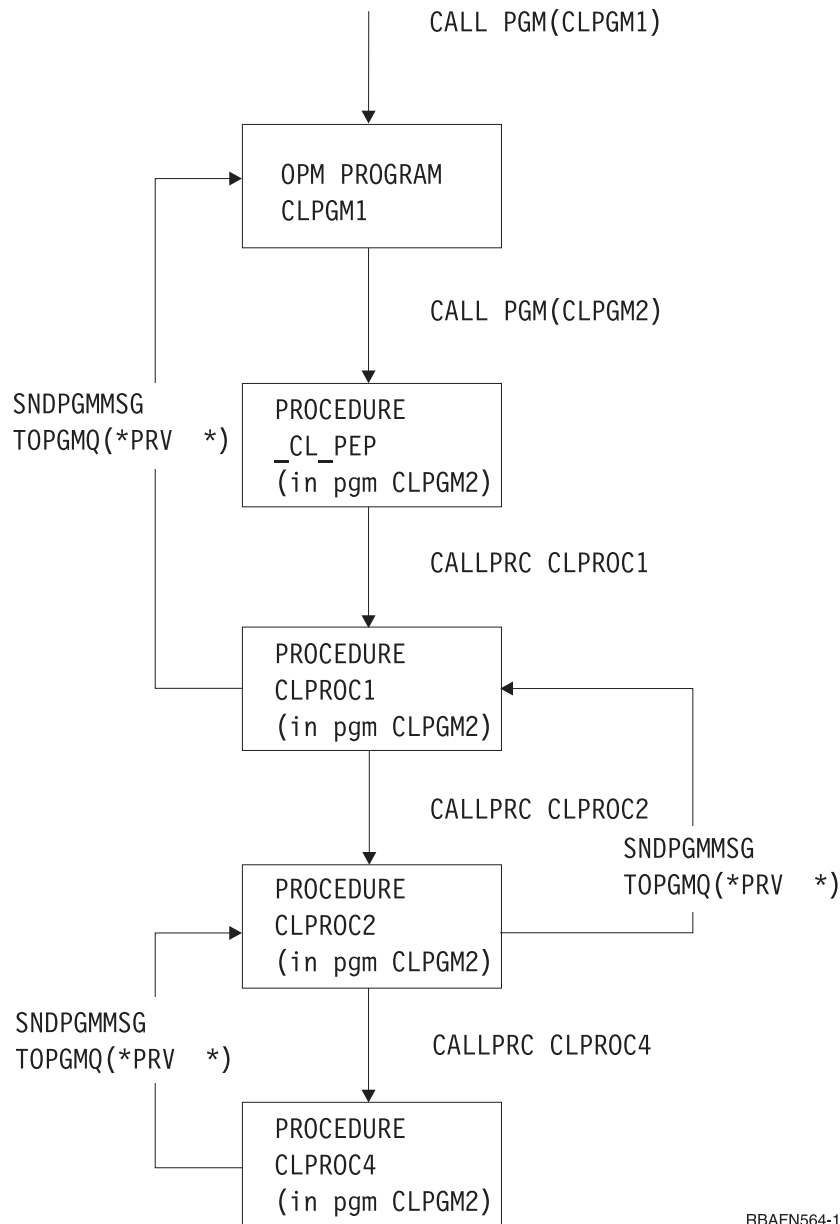 CALL PGM(CLPGM1)
OPM PROGRAM
CLPGM1
CALL PGM(CLPGM2)
SNDPGMMSG
TOPGMQ(*PRV *)
PROCEDURE
_CL_PEP
(in pgm CLPGM2)
CALLPRC CLPROC1
PROCEDURE
CLPROC1
(in pgm CLPGM2)
CALLPRC CLPROC2
SNDPGMMSG
TOPGMQ(*PRV *)
PROCEDURE
CLPROC2
(in pgm CLPGM2)
SNDPGMMSG
TOPGMQ(*PRV *)
CALLPRC CLPROC4
PROCEDURE
CLPROC4
(in pgm CLPGM2)
RBAFN564-1